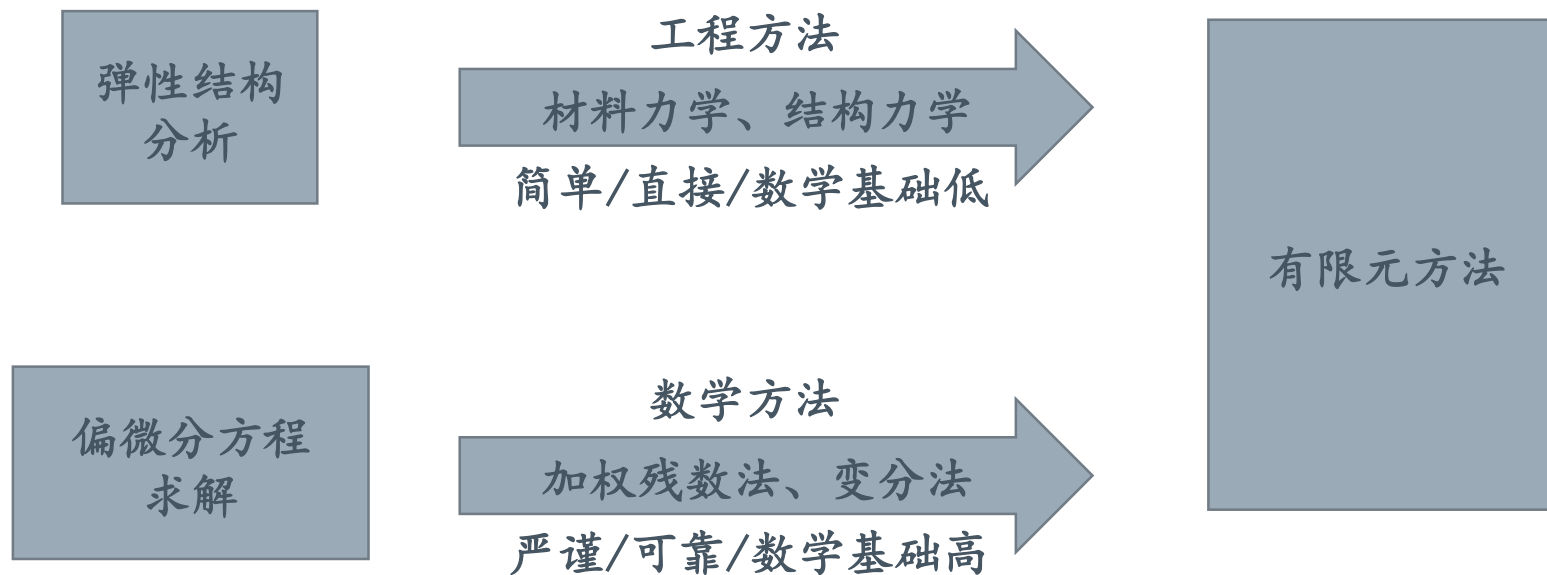 弹性结构
分析
工程方法
材料力学、结构力学
简单/直接/数学基础低
有限元方法
偏微分方程
求解
数学方法
加权残数法、变分法
严谨/可靠/数学基础高